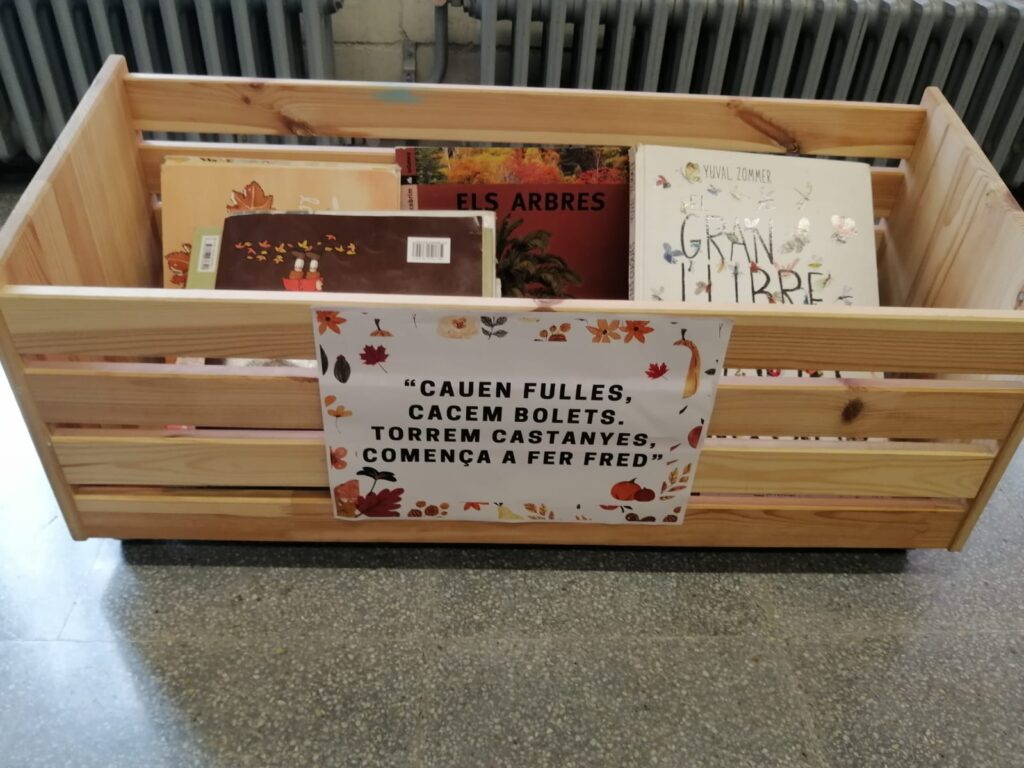 ELS ARBRES
YUVAL ZOMMER
EL
GRAN
LLIBRE
“CAUEN FULLES,
CACEM BOLETS.
TORREM CASTANYES,
COMENÇA A FER FRED”